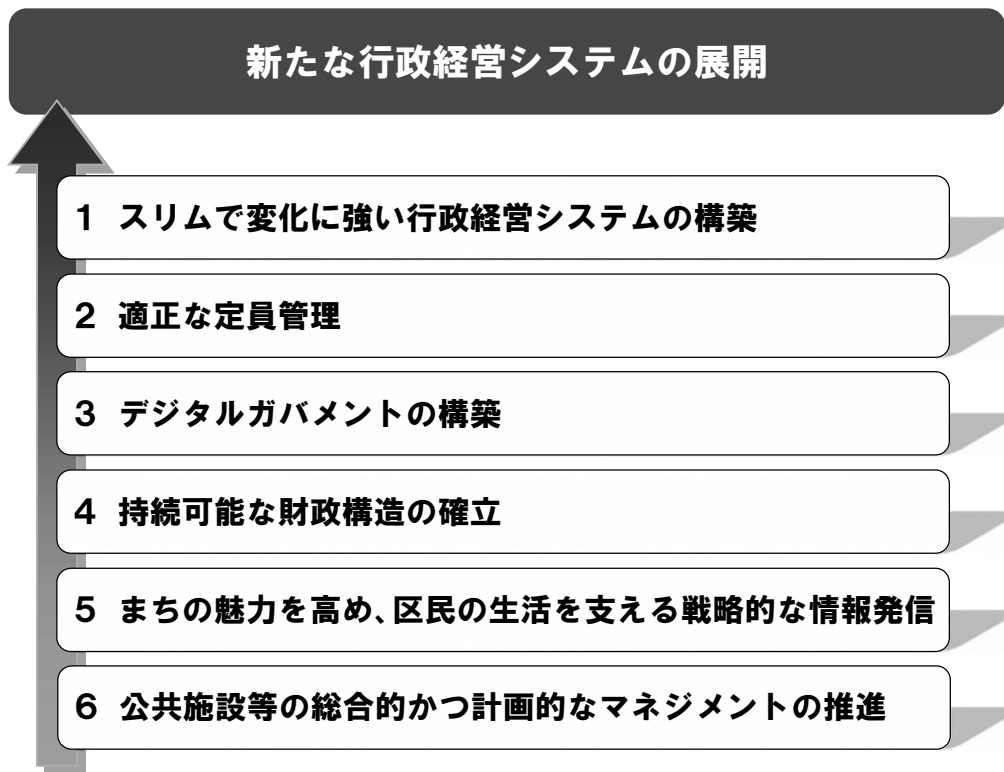 新たな行政経営システムの展開
1 スリムで変化に強い行政経営システムの構築
2 適正な定員管理
3 デジタルガバメントの構築
4 持続可能な財政構造の確立
5 まちの魅力を高め、区民の生活を支える戦略的な情報発信
6 公共施設等の総合的かつ計画的なマネジメントの推進